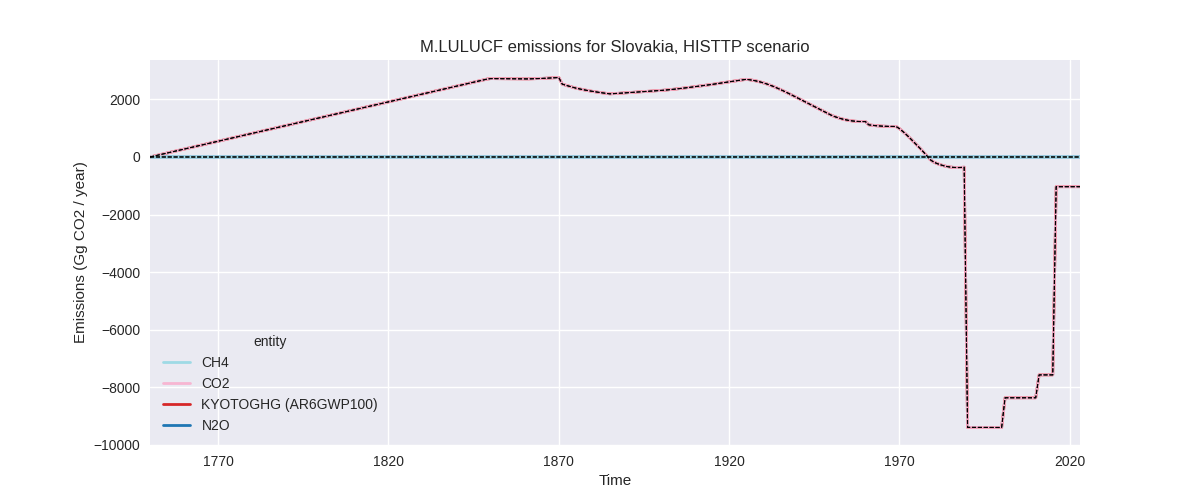 M.LULUCF emissions for Slovakia, HISTTP scenario
Emissions (Gg CO2 / year)
2000
0
−2000
−4000
−6000
−8000
−10000
entity
CH4
CO2
KYOTOGHG (AR6GWP100)
N2O
1770
1820
1870
1920
1970
2020
Time